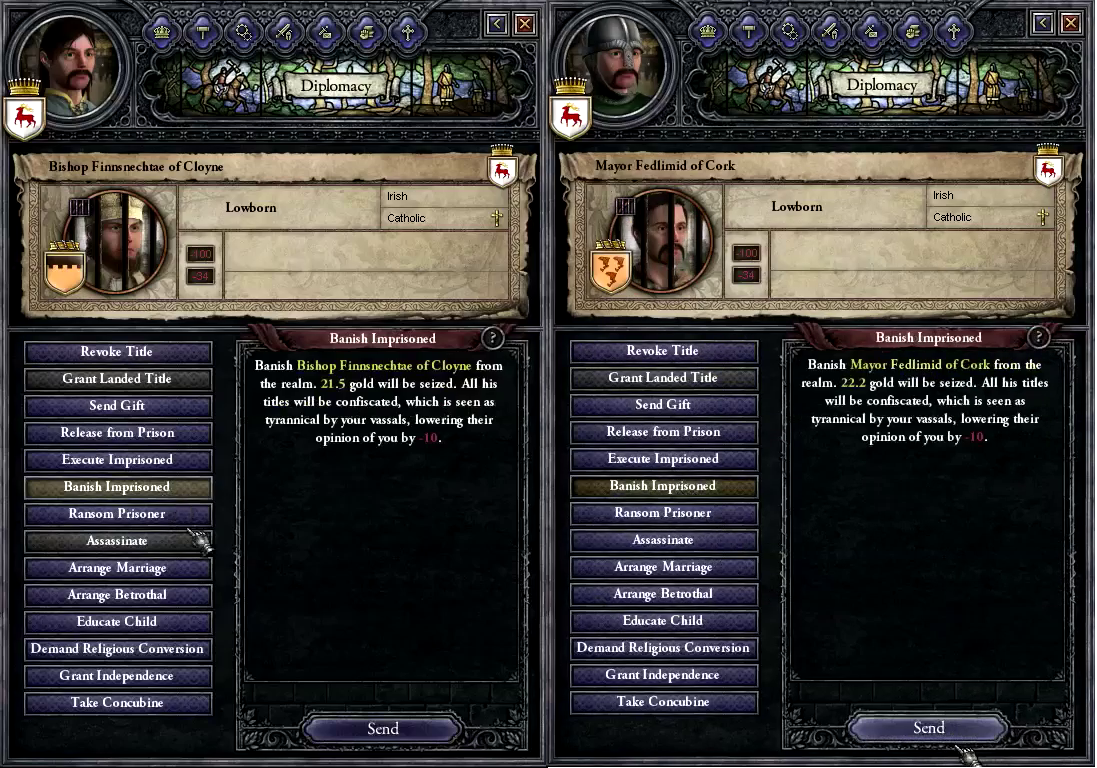 Diplomacy
Bishop Finnsnechtae of Cloyne
Lowborn
Irish
Catholic
-100
-34
Revoke Title
Grant Landed Title
Send Gift
Release from Prison
Execute Imprisoned
Banish Imprisoned
Ransom Prisoner
Assassinate
Arrange Marriage
Arrange Betrothal
Educate Child
Demand Religious Conversion
Grant Independence
Take Concubine
Banish Imprisoned
?
Banish Bishop Finnsnechtae of Cloyne from
the realm. 21.5 gold will be seized. All his
titles will be confiscated, which is seen as
tyrannical by your vassals, lowering their
opinion of you by -10.
Send
Diplomacy
Mayor Fedlimid of Cork
Lowborn
Irish
Catholic
-100
-34
Revoke Title
Grant Landed Title
Send Gift
Release from Prison
Execute Imprisoned
Banish Imprisoned
Ransom Prisoner
Assassinate
Arrange Marriage
Arrange Betrothal
Educate Child
Demand Religious Conversion
Grant Independence
Take Concubine
Banish Imprisoned
?
Banish Mayor Fedlimid of Cork from the
realm. 22.2 gold will be seized. All his titles
will be confiscated, which is seen as
tyrannical by your vassals, lowering their
opinion of you by -10.
Send